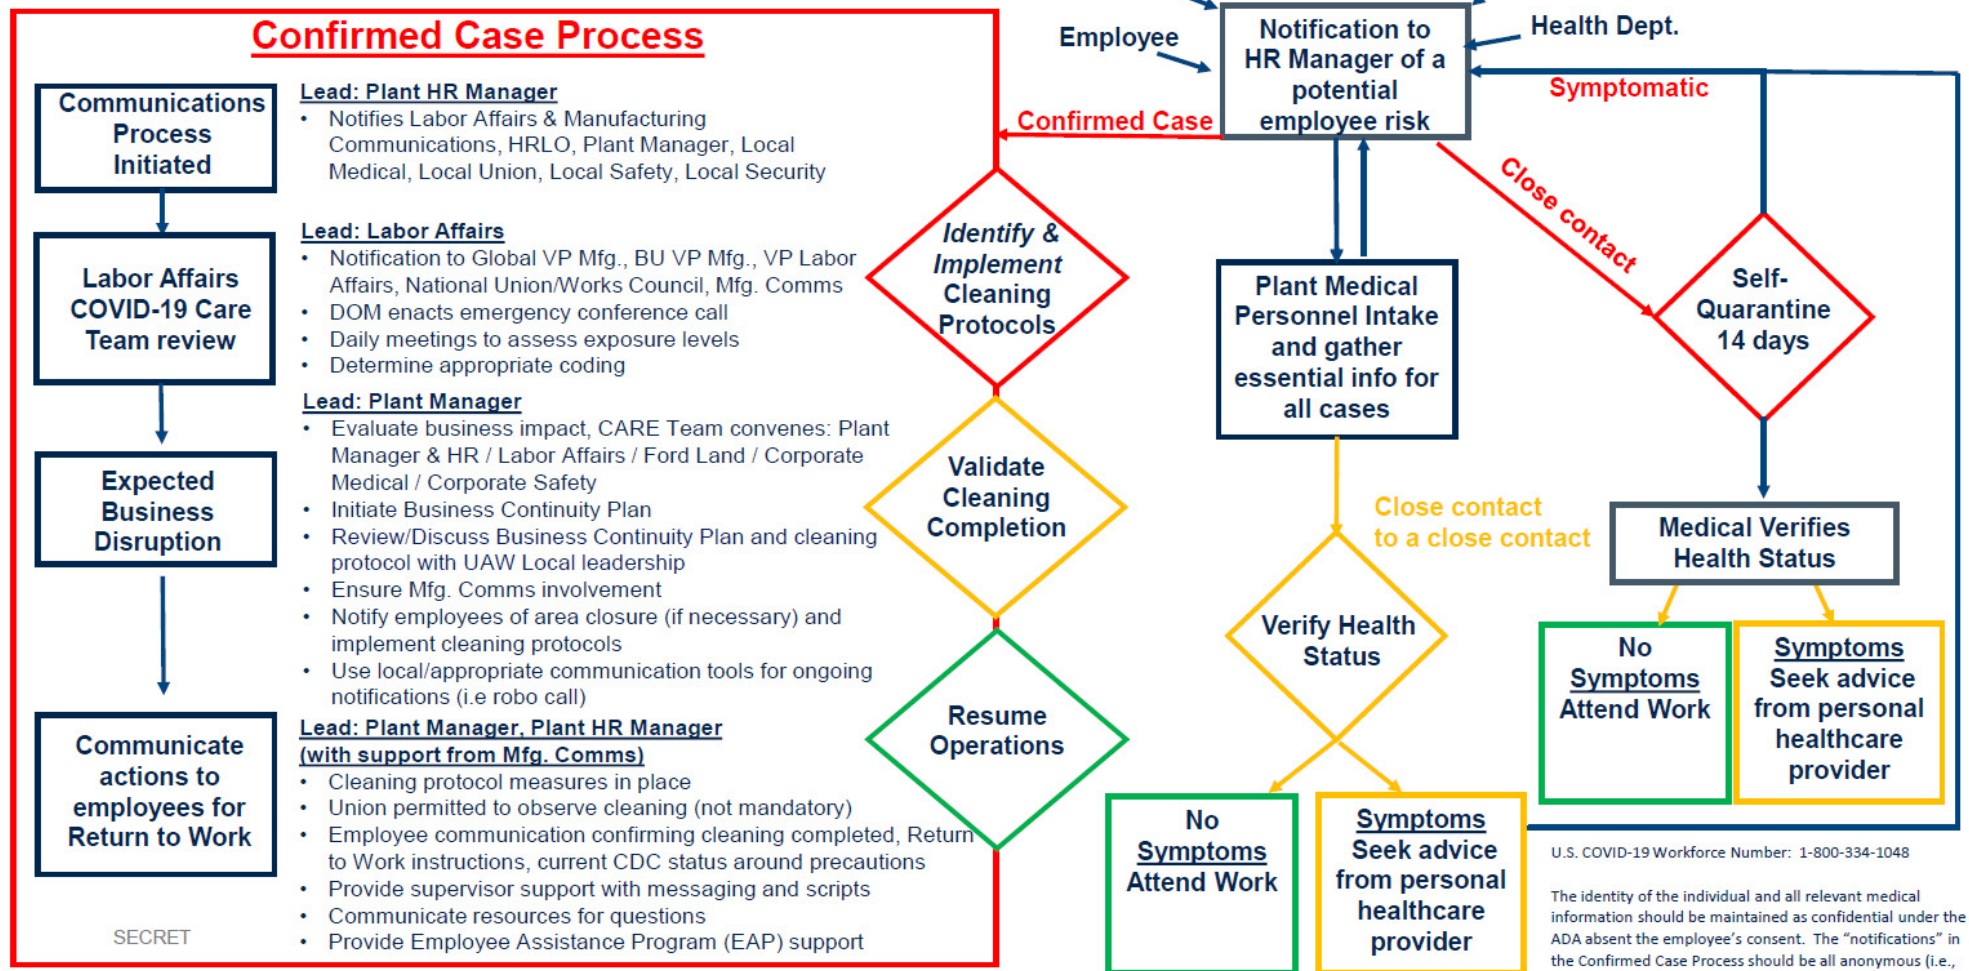 Confirmed Case Process
Communications
Process
Initiated
Lead: Plant HR Manager
• Notifies Labor Affairs & Manufacturing
Communications, HRLO, Plant Manager, Local
Medical, Local Union, Local Safety, Local Security
Labor Affairs
COVID-19 Care
Team review
Lead: Labor Affairs
• Notification to Global VP Mfg., BU VP Mfg., VP Labor
Affairs, National Union/Works Council, Mfg. Comms
• DOM enacts emergency conference call
• Daily meetings to assess exposure levels
• Determine appropriate coding
Expected
Business
Disruption
Lead: Plant Manager
• Evaluate business impact, CARE Team convenes: Plant
Manager & HR / Labor Affairs / Ford Land / Corporate
Medical / Corporate Safety
• Initiate Business Continuity Plan
• Review/Discuss Business Continuity Plan and cleaning
protocol with UAW Local leadership
• Ensure Mfg. Comms involvement
• Notify employees of area closure (if necessary) and
implement cleaning protocols
• Use local/appropriate communication tools for ongoing
notifications (i.e robo call)
Communicate
actions to
employees for
Return to Work
Lead: Plant Manager, Plant HR Manager
(with support from Mfg. Comms)
• Cleaning protocol measures in place
• Union permitted to observe cleaning (not mandatory)
• Employee communication confirming cleaning completed, Return
to Work instructions, current CDC status around precautions
• Provide supervisor support with messaging and scripts
• Communicate resources for questions
• Provide Employee Assistance Program (EAP) support
SECRET
Identify &
Implement
Cleaning
Protocols
Validate
Cleaning
Completion
Resume
Operations
Employee
Notification to
HR Manager of a
potential
employee risk
Health Dept.
Symptomatic
Confirmed Case
Close contact
Plant Medical
Personnel Intake
and gather
essential info for
all cases
Self-
Quarantine
14 days
Close contact
to a close contact
Medical Verifies
Health Status
Verify Health
Status
No
Symptoms
Attend Work
Symptoms
Seek advice
from personal
healthcare
provider
No
Symptoms
Attend Work
Symptoms
Seek advice
from personal
healthcare
provider
U.S. COVID-19 Workforce Number: 1-800-334-1048
The identity of the individual and all relevant medical
information should be maintained as confidential under the
ADA absent the employee's consent. The "notifications" in
the Confirmed Case Process should be all anonymous (i.e.,